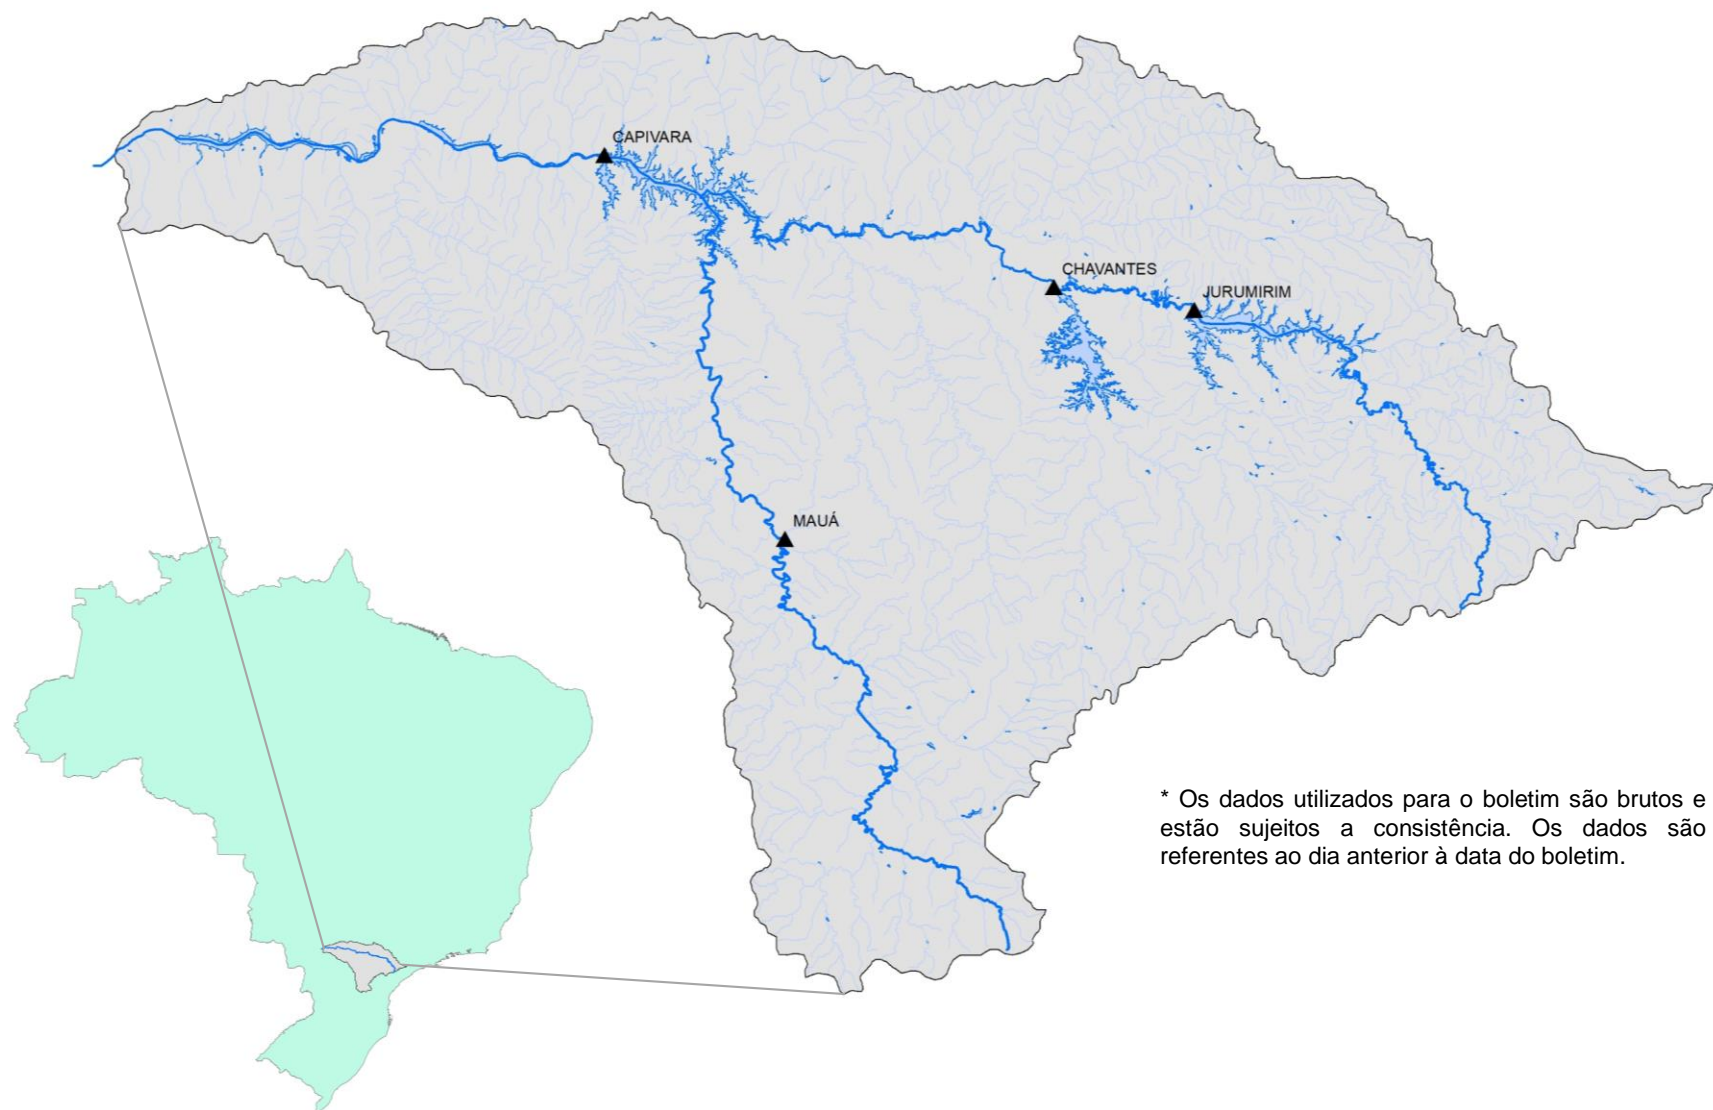 CAPIVARA
CHAVANTES
JURUMIRIM
MAUÁ
* Os dados utilizados para o boletim são brutos e
estão sujeitos a consistência. Os dados são
referentes ao dia anterior à data do boletim.